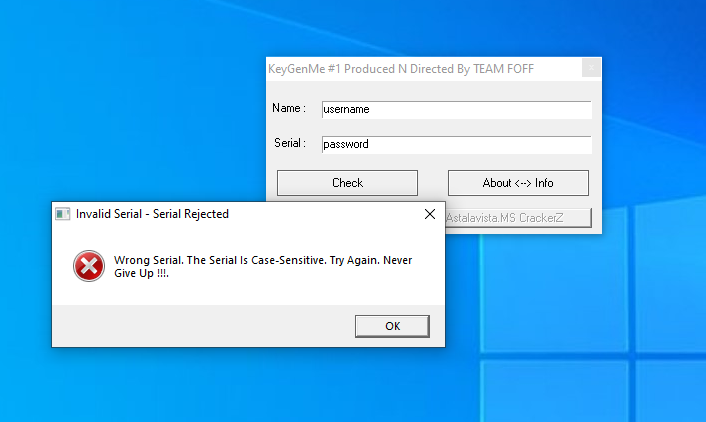 KeyGenMe #1 Produced N Directed By TEAM FOFF
Name :
username
Serial :
password
Check
About <--> Info
Astalavista.MS CrackerZ
Invalid Serial - Serial Rejected
Wrong Serial. The Serial Is Case-Sensitive. Try Again. Never
Give Up !!!.
OK